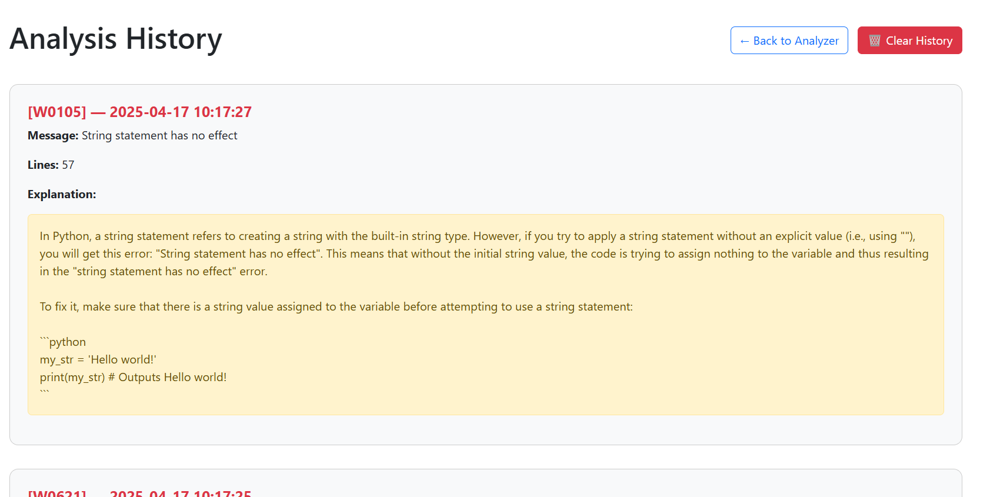 Analysis History
← Back to Analyzer
🗑 Clear History
[W0105] — 2025-04-17 10:17:27
Message: String statement has no effect
Lines: 57
Explanation:
In Python, a string statement refers to creating a string with the built-in string type. However, if you try to apply a string statement without an explicit value (i.e., using ""),
you will get this error: "String statement has no effect". This means that without the initial string value, the code is trying to assign nothing to the variable and thus resulting
in the "string statement has no effect" error.
To fix it, make sure that there is a string value assigned to the variable before attempting to use a string statement:
```python
my_str = 'Hello world!'
print(my_str) # Outputs Hello world!
```
[W0621] — 2025-04-17 10:17:25